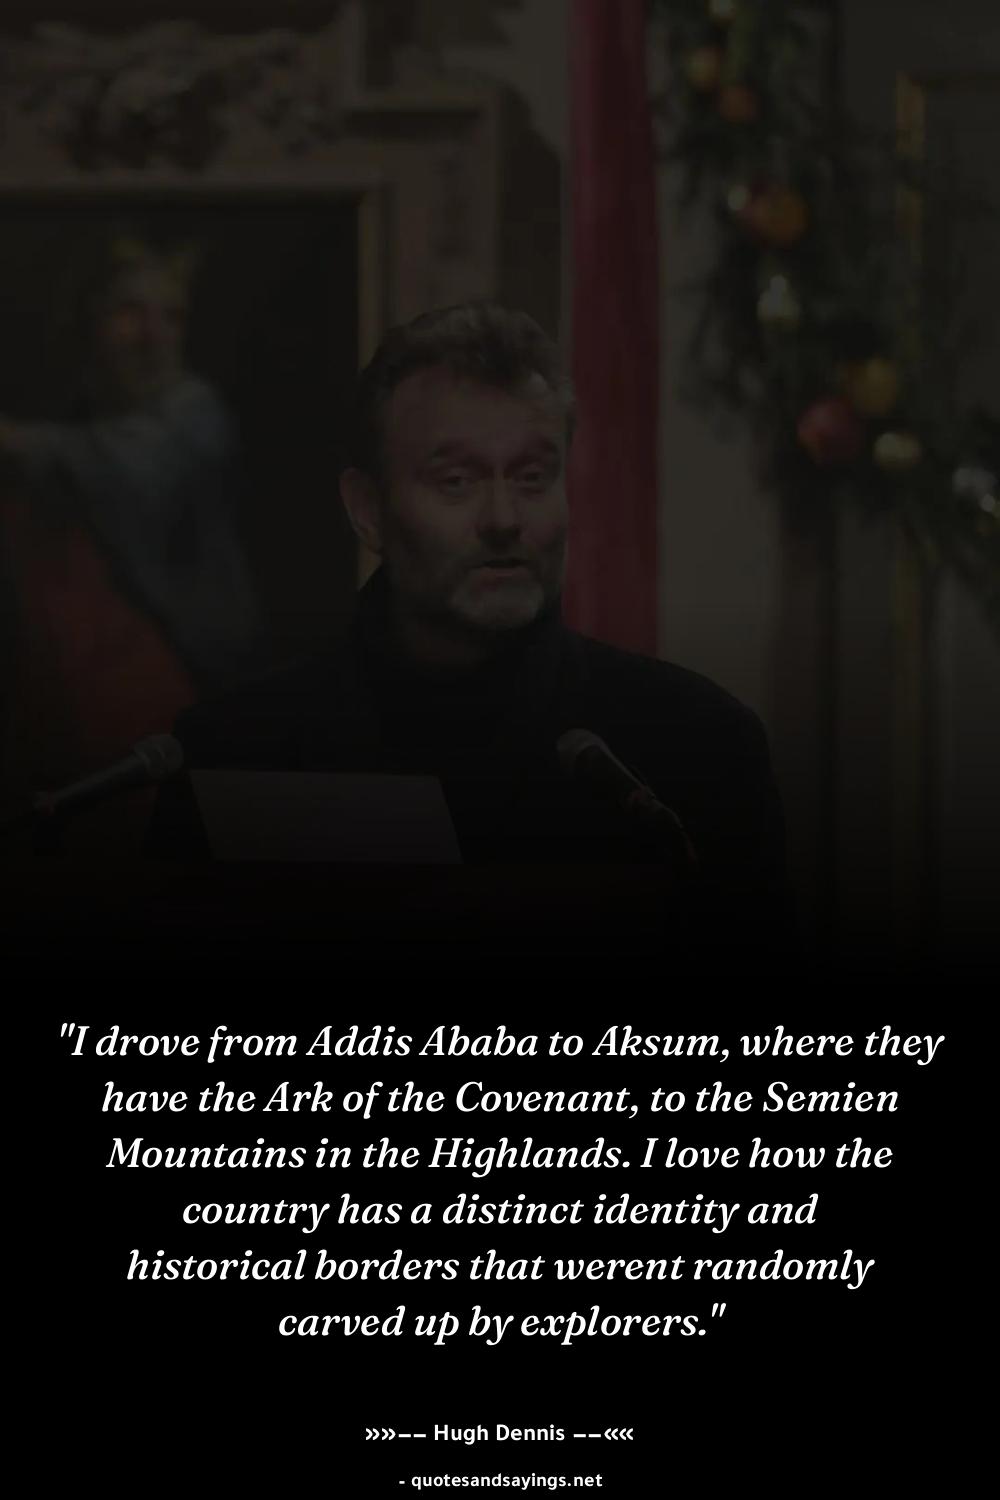 "I drove from Addis Ababa to Aksum, where they
have the Ark of the Covenant, to the Semien
Mountains in the Highlands. I love how the
country has a distinct identity and
historical borders that werent randomly
carved up by explorers."
»»−− Hugh Dennis −−««
- quotesandsayings.net